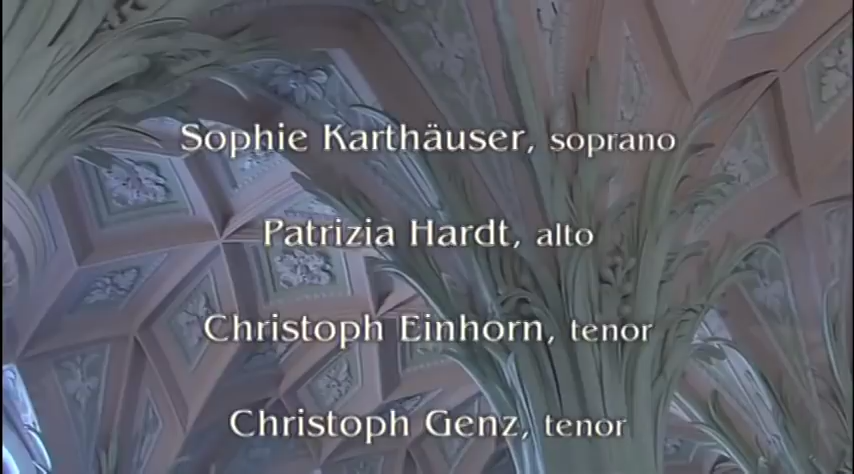 Sophie Karthäuser, soprano
Patrizia Hardt, alto
Christoph Einhorn, tenor
Christoph Genz, tenor